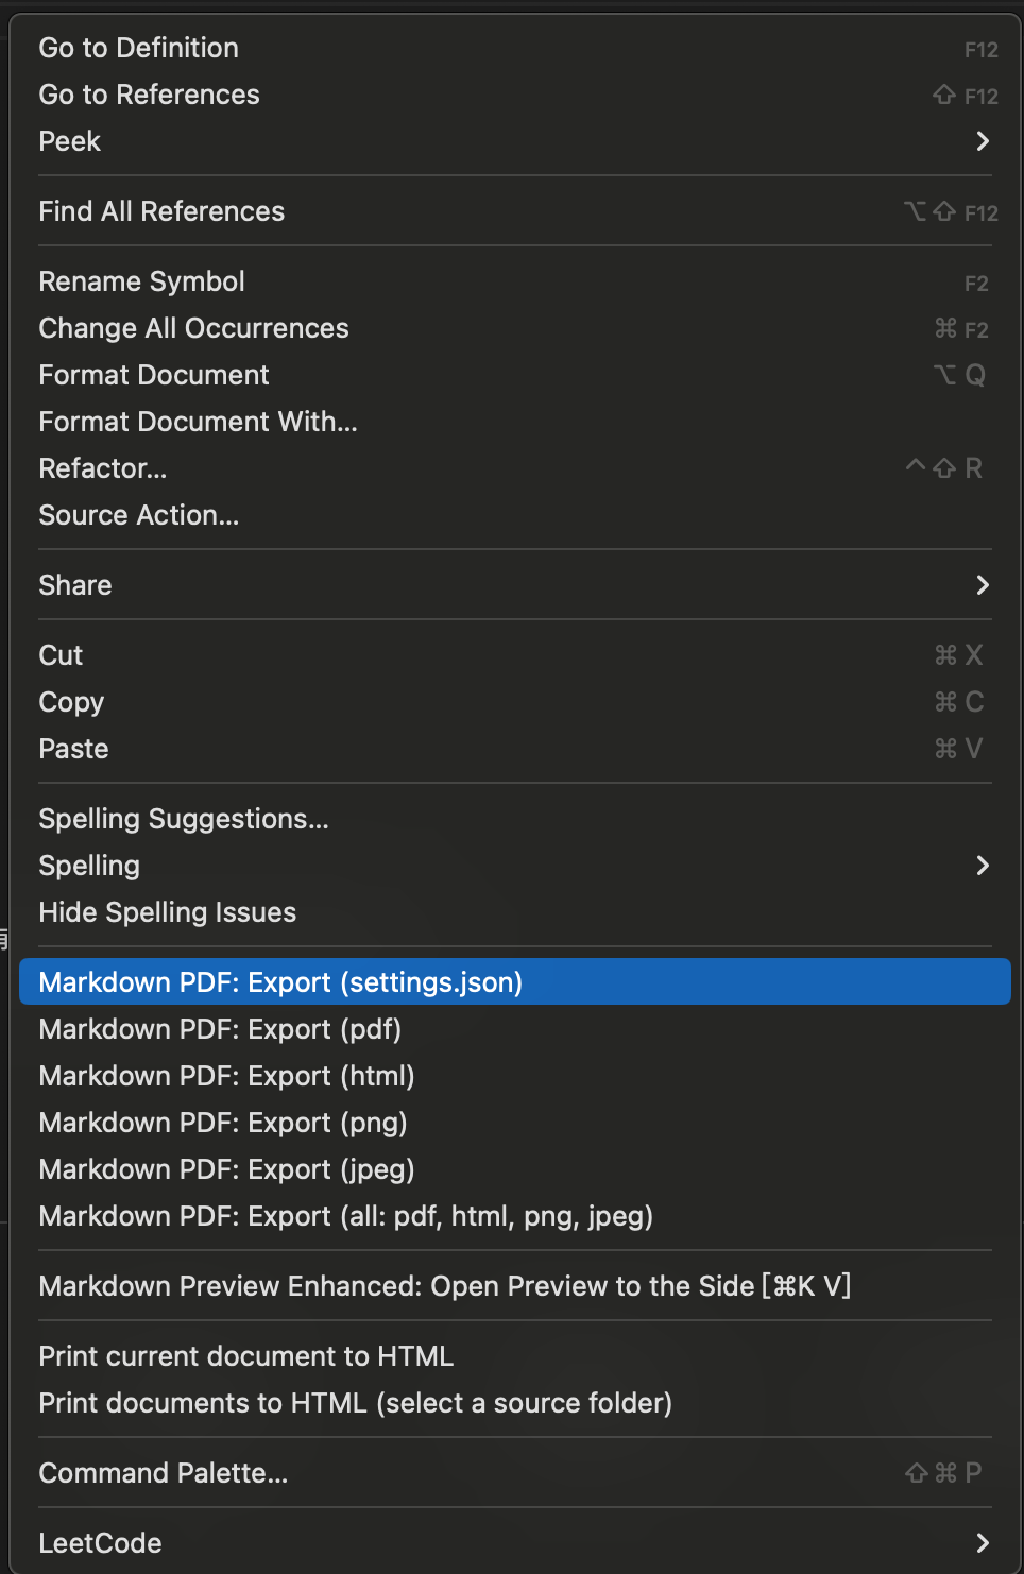 Go to Definition F12
Go to References ⇧ F12
Peek
Find All References ⌥⇧ F12
Rename Symbol F2
Change All Occurrences ⌘ F2
Format Document ⌥ Q
Format Document With...
Refactor... ^⇧ R
Source Action...
Share
Cut ⌘ X
Copy ⌘ C
Paste ⌘ V
Spelling Suggestions...
Spelling
Hide Spelling Issues
Markdown PDF: Export (settings.json)
Markdown PDF: Export (pdf)
Markdown PDF: Export (html)
Markdown PDF: Export (png)
Markdown PDF: Export (jpeg)
Markdown PDF: Export (all: pdf, html, png, jpeg)
Markdown Preview Enhanced: Open Preview to the Side [⌘K V]
Print current document to HTML
Print documents to HTML (select a source folder)
Command Palette... ⇧⌘ P
LeetCode